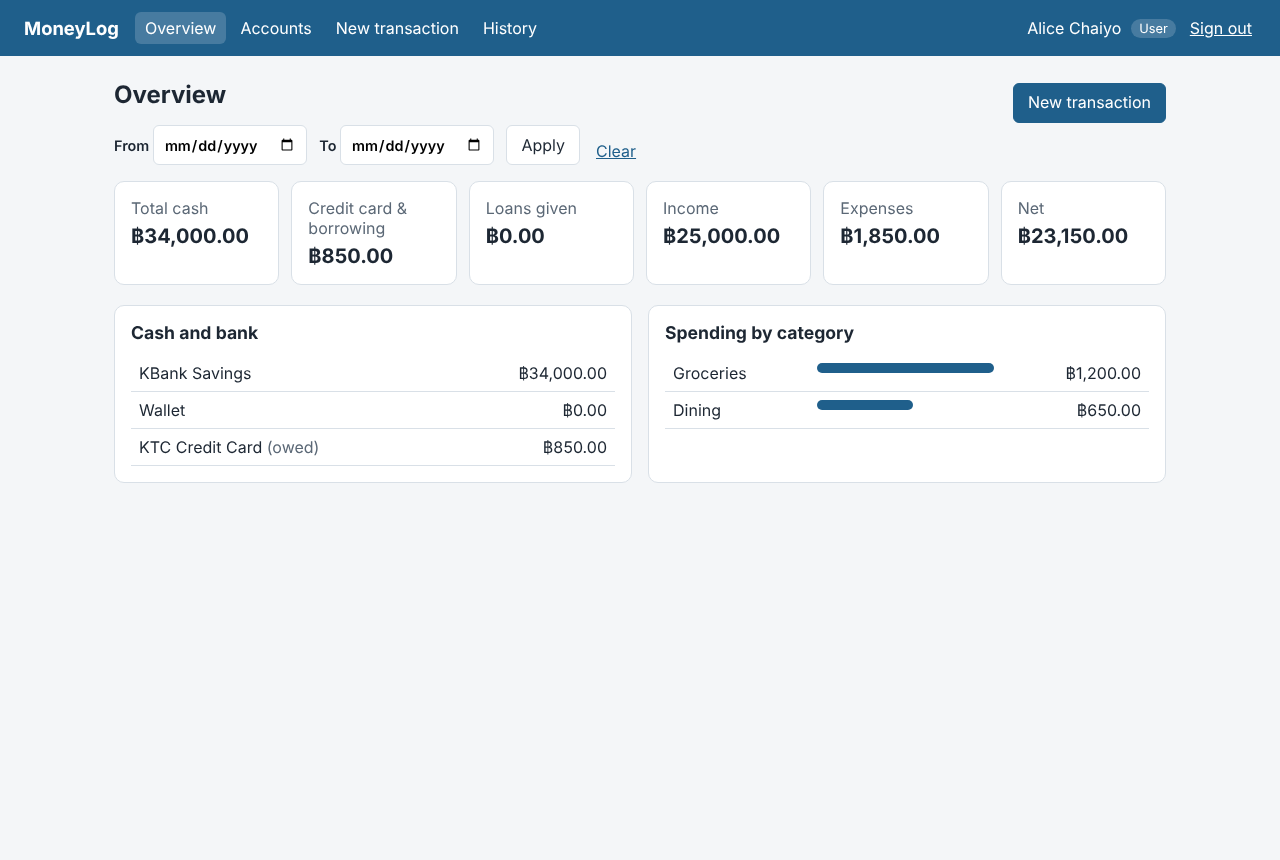 MoneyLog Overview Accounts New transaction History Alice Chaiyo User Sign out
Overview
New transaction
From mm/dd/yyyy To mm/dd/yyyy Apply Clear
Total cash
฿34,000.00
Credit card &
borrowing
฿850.00
Loans given
฿0.00
Income
฿25,000.00
Expenses
฿1,850.00
Net
฿23,150.00
Cash and bank
KBank Savings ฿34,000.00
Wallet ฿0.00
KTC Credit Card (owed) ฿850.00
Spending by category
Groceries ฿1,200.00
Dining ฿650.00